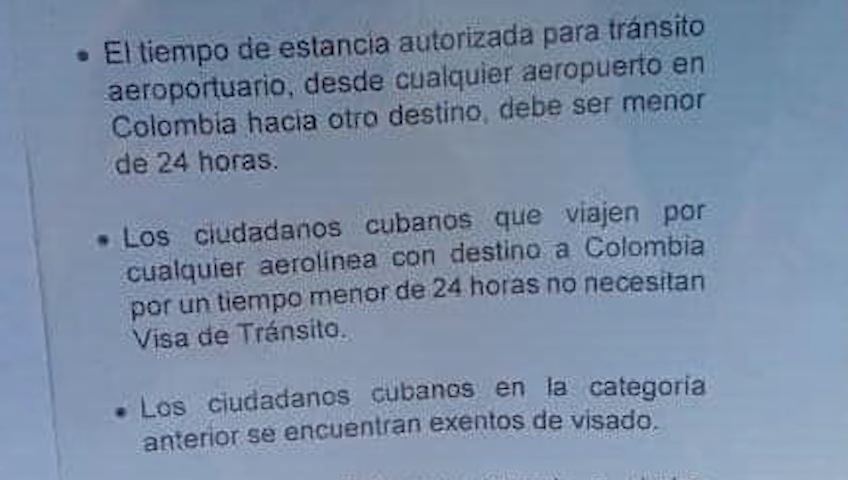 • El tiempo de estancia autorizada para tránsito
aeroportuario, desde cualquier aeropuerto en
Colombia hacia otro destino, debe ser menor
de 24 horas.
• Los ciudadanos cubanos que viajen por
cualquier aerolínea con destino a Colombia
por un tiempo menor de 24 horas no necesitan
Visa de Tránsito.
• Los ciudadanos cubanos en la categoría
anterior se encuentran exentos de visado.